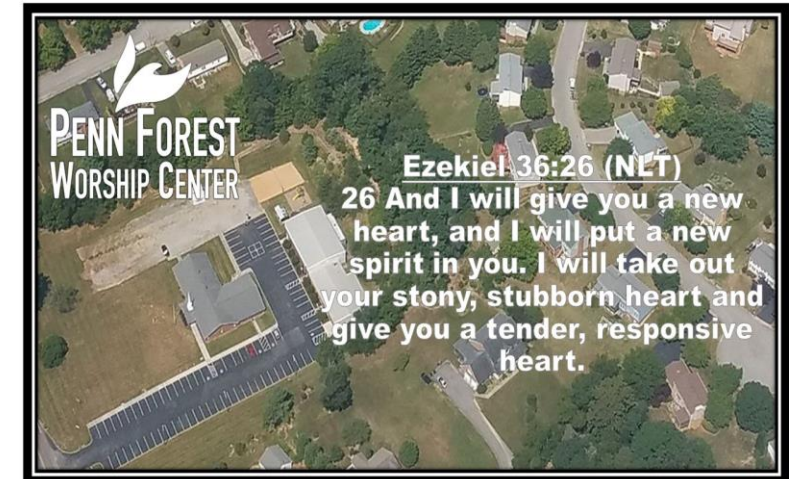 PENN FOREST
WORSHIP CENTER
Ezekiel 36:26 (NLT)
26 And I will give you a new
heart, and I will put a new
spirit in you. I will take out
your stony, stubborn heart and
give you a tender, responsive
heart.